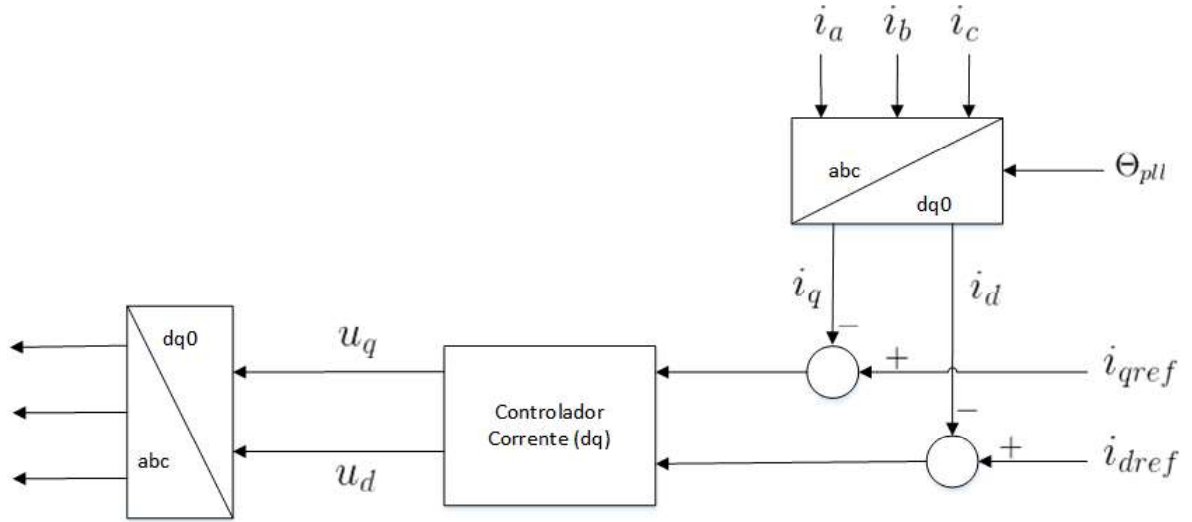 i_a i_b i_c
abc
Θ_pll
dq0
i_q i_d
dq0
u_q
− 
+
i_qref
Controlador
Corrente (dq)
−
abc
u_d
+
i_dref